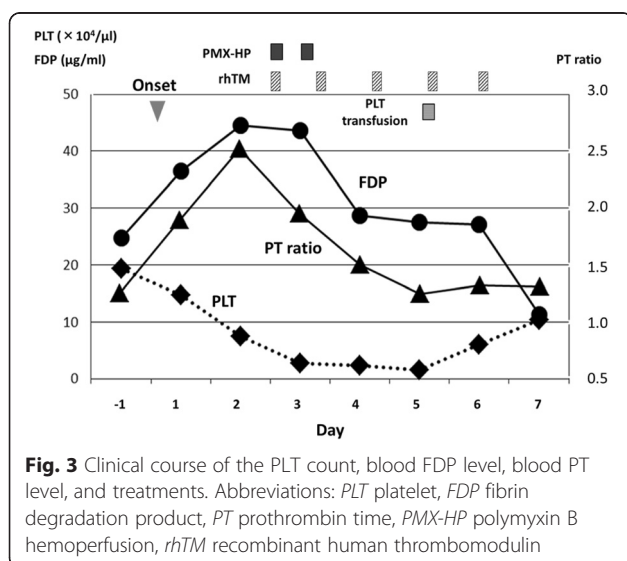 PLT ( × 10⁴/μl)
FDP (μg/ml)
PMX-HP
rhTM
PT ratio
Onset
PLT
transfusion
50
40
30
20
10
0
3.0
2.5
2.0
1.5
1.0
0.5
FDP
PT ratio
PLT
-1 1 2 3 4 5 6 7
Day
Fig. 3 Clinical course of the PLT count, blood FDP level, blood PT
level, and treatments. Abbreviations: PLT platelet, FDP fibrin
degradation product, PT prothrombin time, PMX-HP polymyxin B
hemoperfusion, rhTM recombinant human thrombomodulin